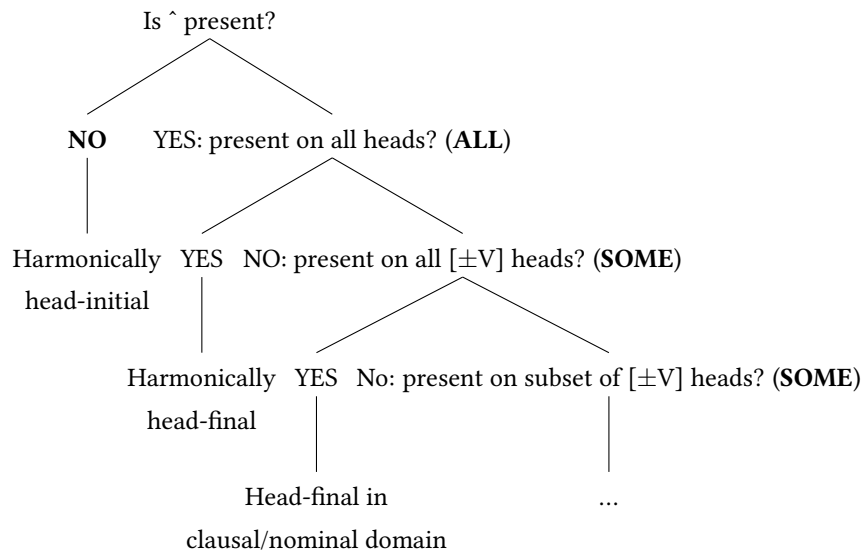 Is ˆ present?
NO YES: present on all heads? (ALL)
Harmonically YES NO: present on all [±V] heads? (SOME)
head-initial
Harmonically YES No: present on subset of [±V] heads? (SOME)
head-final
Head-final in ...
clausal/nominal domain